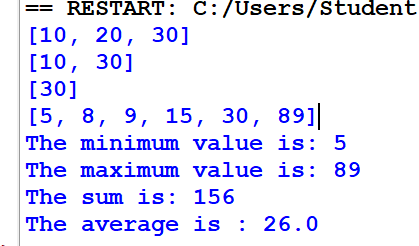 == RESTART: C:/Users/Student
[10, 20, 30]
[10, 30]
[30]
[5, 8, 9, 15, 30, 89]
The minimum value is: 5
The maximum value is: 89
The sum is: 156
The average is : 26.0